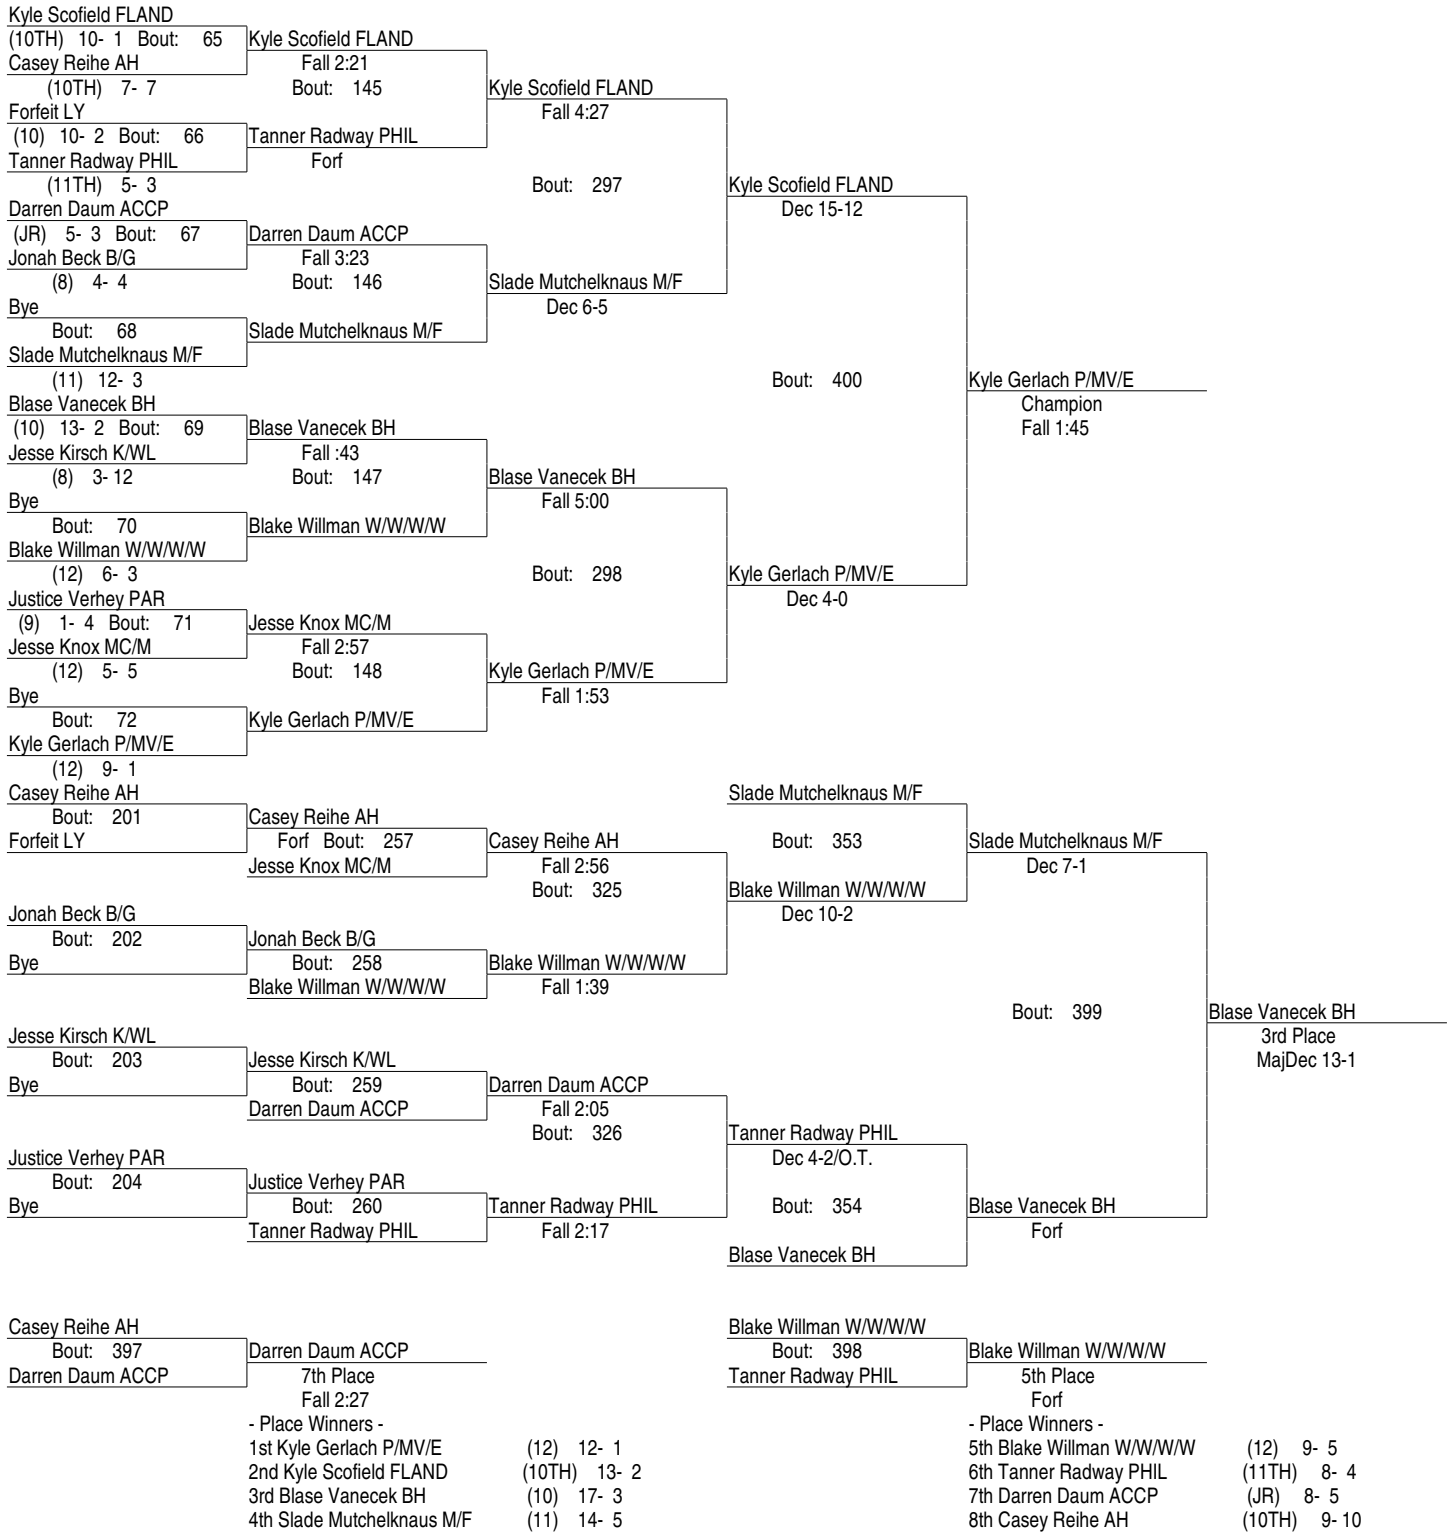 Kyle Scofield FLAND
(10TH) 10- 1 Bout: 65 Kyle Scofield FLAND
Casey Reihe AH Fall 2:21
(10TH) 7- 7 Bout: 145 Kyle Scofield FLAND
Forfeit LY Fall 4:27
(10) 10- 2 Bout: 66 Tanner Radway PHIL
Tanner Radway PHIL Forf
(11TH) 5- 3 Bout: 297 Kyle Scofield FLAND
Darren Daum ACCP Dec 15-12
(JR) 5- 3 Bout: 67 Darren Daum ACCP
Jonah Beck B/G Fall 3:23
(8) 4- 4 Bout: 146 Slade Mutchelknaus M/F
Bye Dec 6-5
Bout: 68 Slade Mutchelknaus M/F
Slade Mutchelknaus M/F
(11) 12- 3 Bout: 400 Kyle Gerlach P/MV/E
Blase Vanecek BH Champion
(10) 13- 2 Bout: 69 Blase Vanecek BH Fall 1:45
Jesse Kirsch K/WL Fall :43
(8) 3- 12 Bout: 147 Blase Vanecek BH
Bye Fall 5:00
Bout: 70 Blake Willman W/W/W/W
Blake Willman W/W/W/W
(12) 6- 3 Bout: 298 Kyle Gerlach P/MV/E
Justice Verhey PAR Dec 4-0
(9) 1- 4 Bout: 71 Jesse Knox MC/M
Jesse Knox MC/M Fall 2:57
(12) 5- 5 Bout: 148 Kyle Gerlach P/MV/E
Bye Fall 1:53
Bout: 72 Kyle Gerlach P/MV/E
Kyle Gerlach P/MV/E
(12) 9- 1
Casey Reihe AH Slade Mutchelknaus M/F
Bout: 201 Casey Reihe AH
Forfeit LY Forf Bout: 257 Casey Reihe AH Bout: 353 Slade Mutchelknaus M/F
Jesse Knox MC/M Fall 2:56 Dec 7-1
Bout: 325 Blake Willman W/W/W/W
Jonah Beck B/G Dec 10-2
Bout: 202 Jonah Beck B/G
Bye Bout: 258 Blake Willman W/W/W/W
Blake Willman W/W/W/W Fall 1:39
Bout: 399 Blase Vanecek BH
Jesse Kirsch K/WL 3rd Place
Bout: 203 Jesse Kirsch K/WL MajDec 13-1
Bye Bout: 259 Darren Daum ACCP
Darren Daum ACCP Fall 2:05
Bout: 326 Tanner Radway PHIL
Justice Verhey PAR Dec 4-2/O.T.
Bout: 204 Justice Verhey PAR
Bye Bout: 260 Tanner Radway PHIL Bout: 354 Blase Vanecek BH
Tanner Radway PHIL Fall 2:17 Forf
Blase Vanecek BH
Casey Reihe AH Blake Willman W/W/W/W
Bout: 397 Darren Daum ACCP Bout: 398 Blake Willman W/W/W/W
Darren Daum ACCP 7th Place Tanner Radway PHIL 5th Place
Fall 2:27 Forf
- Place Winners - - Place Winners -
1st Kyle Gerlach P/MV/E (12) 12- 1 5th Blake Willman W/W/W/W (12) 9- 5
2nd Kyle Scofield FLAND (10TH) 13- 2 6th Tanner Radway PHIL (11TH) 8- 4
3rd Blase Vanecek BH (10) 17- 3 7th Darren Daum ACCP (JR) 8- 5
4th Slade Mutchelknaus M/F (11) 14- 5 8th Casey Reihe AH (10TH) 9- 10